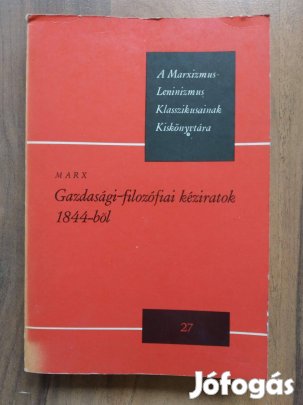 A Marxizmus-
Leninizmus
Klasszikusainak
Kiskönyvtára
MARX
Gazdasági-filozófiai kéziratok
1844-ből
27
Jófogás